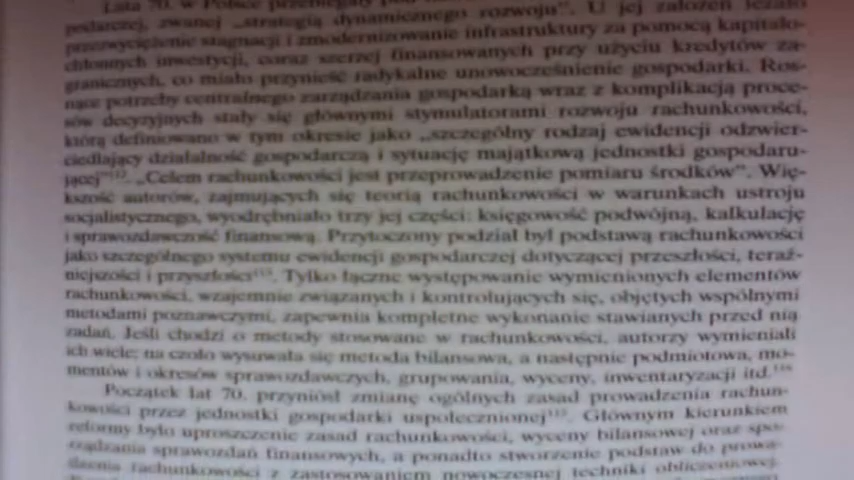 Lata 70. w Polsce przebiegały pod
podarczej, zwanej „strategią dynamicznego rozwoju”. U jej założeń leżało
przezwyciężenie stagnacji i zmodernizowanie infrastruktury za pomocą kapitało-
chłonnych inwestycji, coraz szerzej finansowanych przy użyciu kredytów za-
granicznych, co miało przynieść radykalne unowocześnienie gospodarki. Ros-
nące potrzeby centralnego zarządzania gospodarką wraz z komplikacją proce-
sów decyzyjnych stały się głównymi stymulatorami rozwoju rachunkowości,
którą definiowano w tym okresie jako „szczególny rodzaj ewidencji odzwier-
ciedlający działalność gospodarczą i sytuację majątkową jednostki gospodaru-
jącej”. „Celem rachunkowości jest przeprowadzenie pomiaru środków”. Więk-
kszość autorów, zajmujących się teorią rachunkowości w warunkach ustroju
socjalistycznego, wyodrębniało trzy jej części: księgowość podwójną, kalkulację
i sprawozdawczość finansową. Przytoczony podział był podstawą rachunkowości
jako szczególnego systemu ewidencji gospodarczej dotyczącej przeszłości, teraź-
niejszości i przyszłości. Tylko łączne występowanie wymienionych elementów
rachunkowości, wzajemnie związanych i kontrolujących się, objętych wspólnymi
metodami poznawczymi, zapewnia kompletne wykonanie stawianych przed nią
zadań. Jeśli chodzi o metody stosowane w rachunkowości, autorzy wymieniali
ich wiele; na czoło wysuwała się metoda bilansowa, a następnie podmiotowa, mo-
mentów i okresów sprawozdawczych, grupowania, wyceny, inwentaryzacji itd.
Początek lat 70. przyniósł zmianę ogólnych zasad prowadzenia rachun-
kowości przez jednostki gospodarki uspołecznionej. Głównym kierunkiem
reformy było uproszczenie zasad rachunkowości, wyceny bilansowej oraz spo-
rządzania sprawozdań finansowych, a ponadto stworzenie podstaw do prowa-
dzenia rachunkowości z zastosowaniem nowoczesnej techniki obliczeniowej.